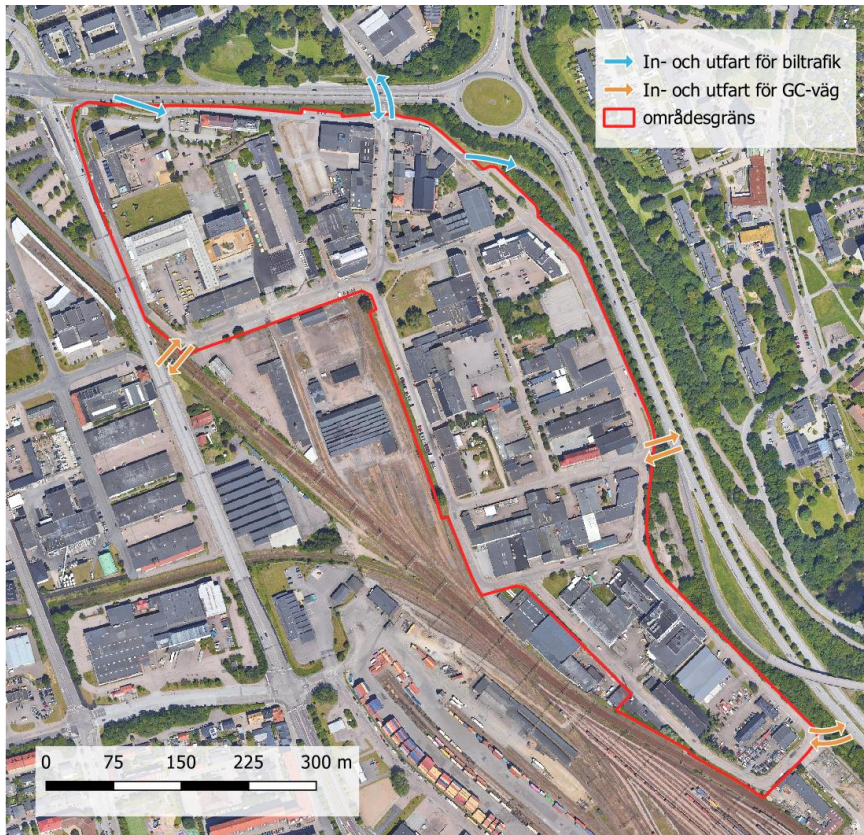 In- och utfart för biltrafik
In- och utfart för GC-väg
områdesgräns
0 75 150 225 300 m